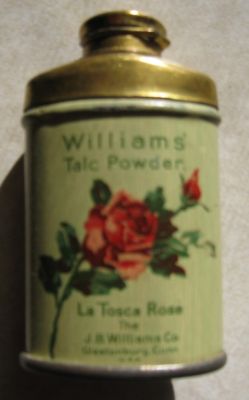 Williams'
Talc Powder
La Tosca Rose
The
J.B. Williams Co
Glastonbury, Conn